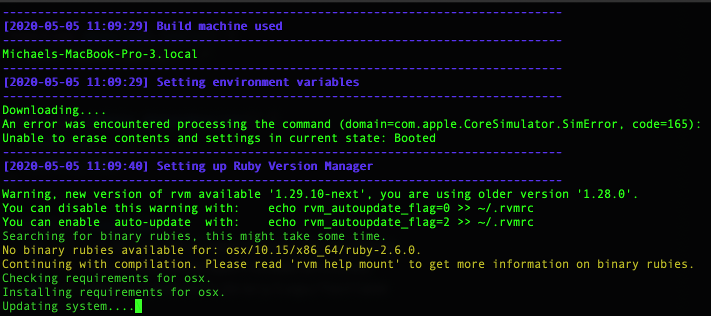 --------------------------------------------------------------------------------
[2020-05-05 11:09:29] Build machine used
--------------------------------------------------------------------------------
Michaels-MacBook-Pro-3.local
--------------------------------------------------------------------------------
[2020-05-05 11:09:29] Setting environment variables
--------------------------------------------------------------------------------
Downloading....
An error was encountered processing the command (domain=com.apple.CoreSimulator.SimError, code=165):
Unable to erase contents and settings in current state: Booted
--------------------------------------------------------------------------------
[2020-05-05 11:09:40] Setting up Ruby Version Manager
--------------------------------------------------------------------------------
Warning, new version of rvm available '1.29.10-next', you are using older version '1.28.0'.
You can disable this warning with:    echo rvm_autoupdate_flag=0 >> ~/.rvmrc
You can enable  auto-update  with:    echo rvm_autoupdate_flag=2 >> ~/.rvmrc
Searching for binary rubies, this might take some time.
No binary rubies available for: osx/10.15/x86_64/ruby-2.6.0.
Continuing with compilation. Please read 'rvm help mount' to get more information on binary rubies.
Checking requirements for osx.
Installing requirements for osx.
Updating system....